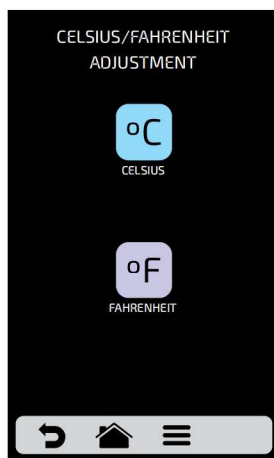 CELSIUS/FAHRENHEIT
ADJUSTMENT
ºC
CELSIUS
ºF
FAHRENHEIT